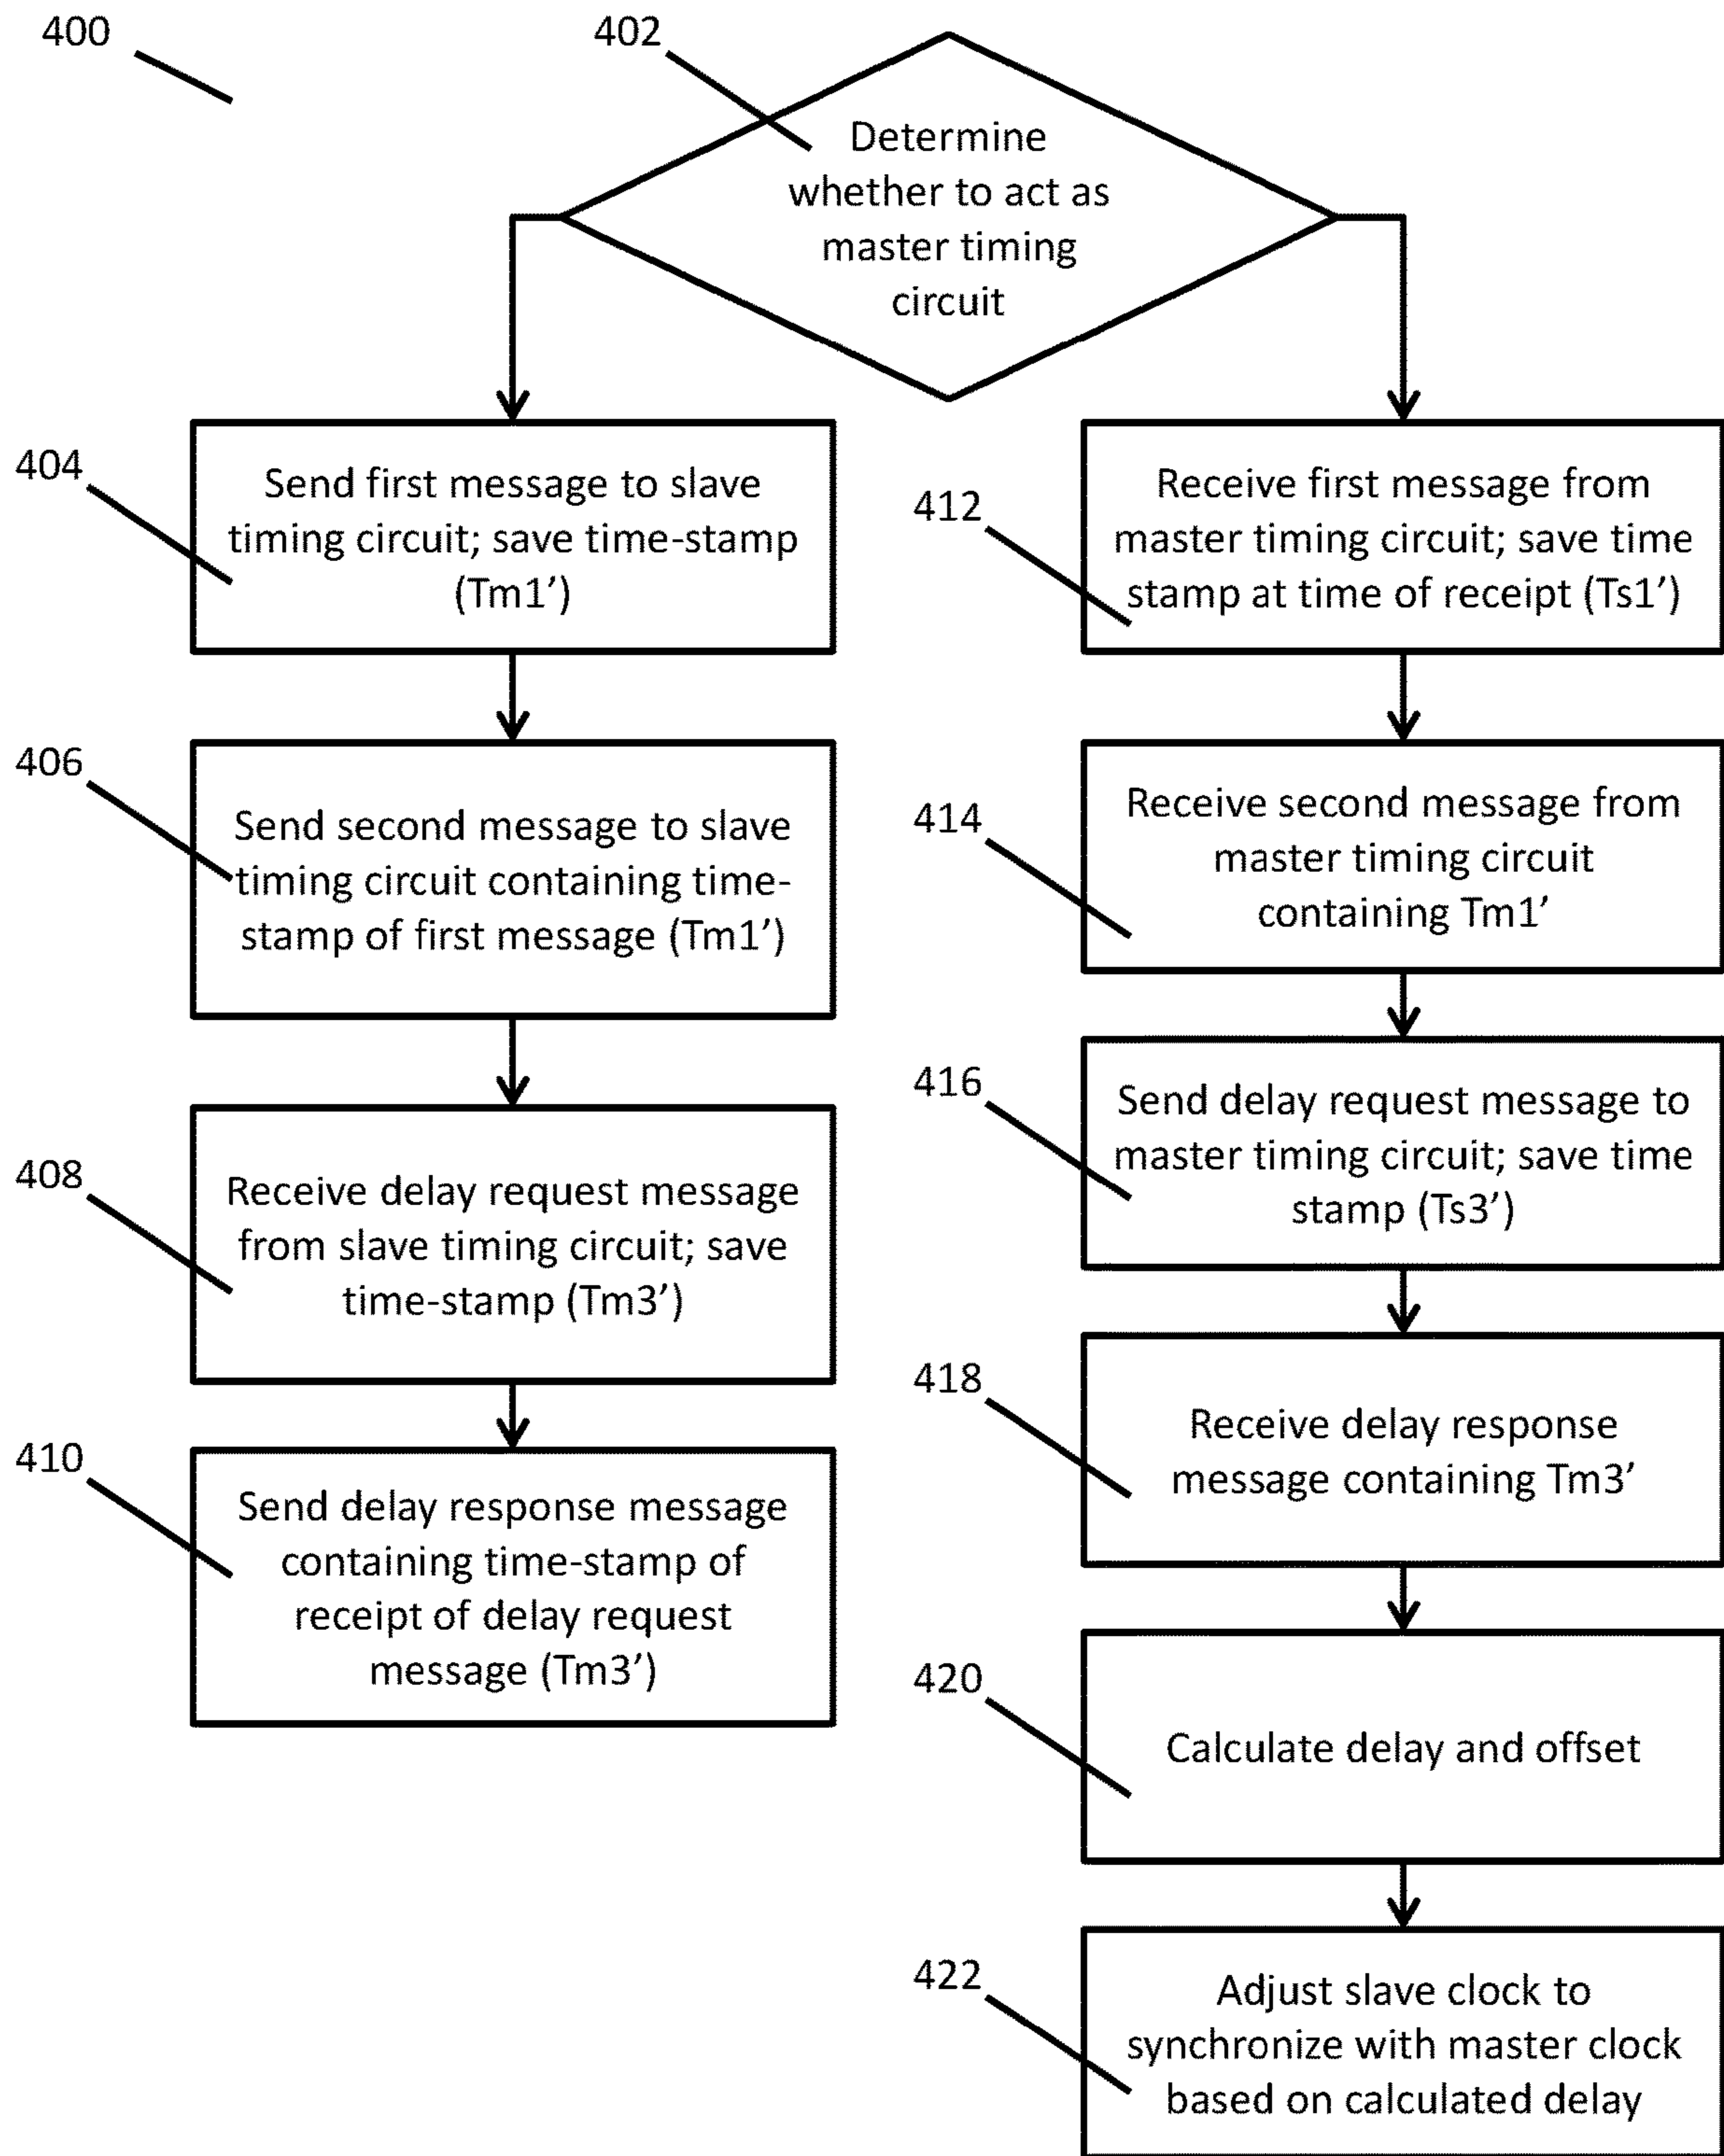 400
402
Determine
whether to act as
master timing
circuit
404
Send first message to slave
timing circuit; save time-stamp
(Tm1’)
406
Send second message to slave
timing circuit containing time-
stamp of first message (Tm1’)
408
Receive delay request message
from slave timing circuit; save
time-stamp (Tm3’)
410
Send delay response message
containing time-stamp of
receipt of delay request
message (Tm3’)
412
Receive first message from
master timing circuit; save time
stamp at time of receipt (Ts1’)
414
Receive second message from
master timing circuit
containing Tm1’
416
Send delay request message to
master timing circuit; save time
stamp (Ts3’)
418
Receive delay response
message containing Tm3’
420
Calculate delay and offset
422
Adjust slave clock to
synchronize with master clock
based on calculated delay